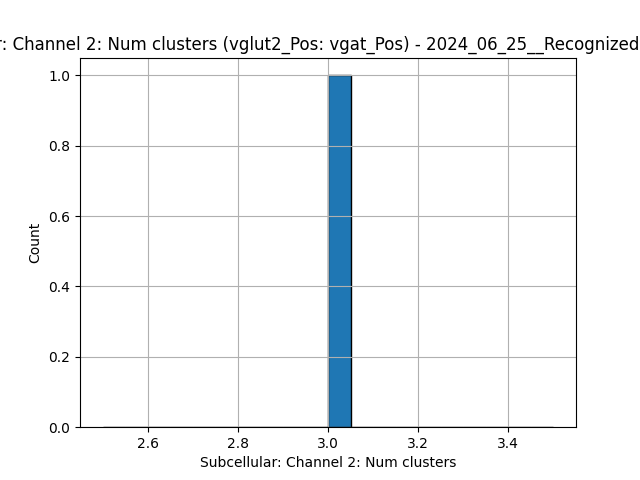 : Channel 2: Num clusters (vglut2_Pos: vgat_Pos) - 2024_06_25__Recognized
1.0
0.8
0.6
0.4
0.2
0.0
Count
2.6 2.8 3.0 3.2 3.4
Subcellular: Channel 2: Num clusters